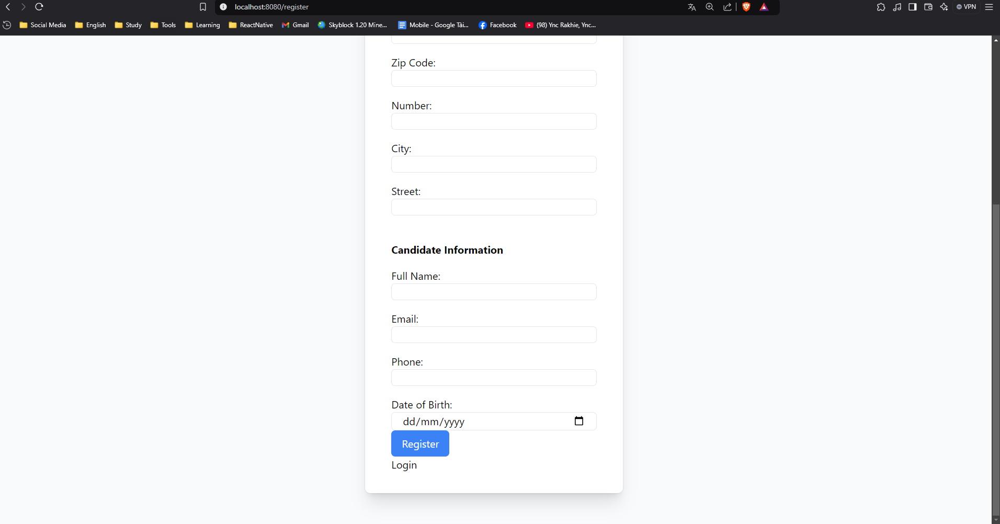 localhost:8080/register
VPN
Social Media English Study Tools Learning ReactNative Gmail Skyblock 1.20 Mine... Mobile - Google Tài... Facebook (98) Ync Rakhie, Ync...
Zip Code:
Number:
City:
Street:
Candidate Information
Full Name:
Email:
Phone:
Date of Birth:
dd/mm/yyyy
Register
Login